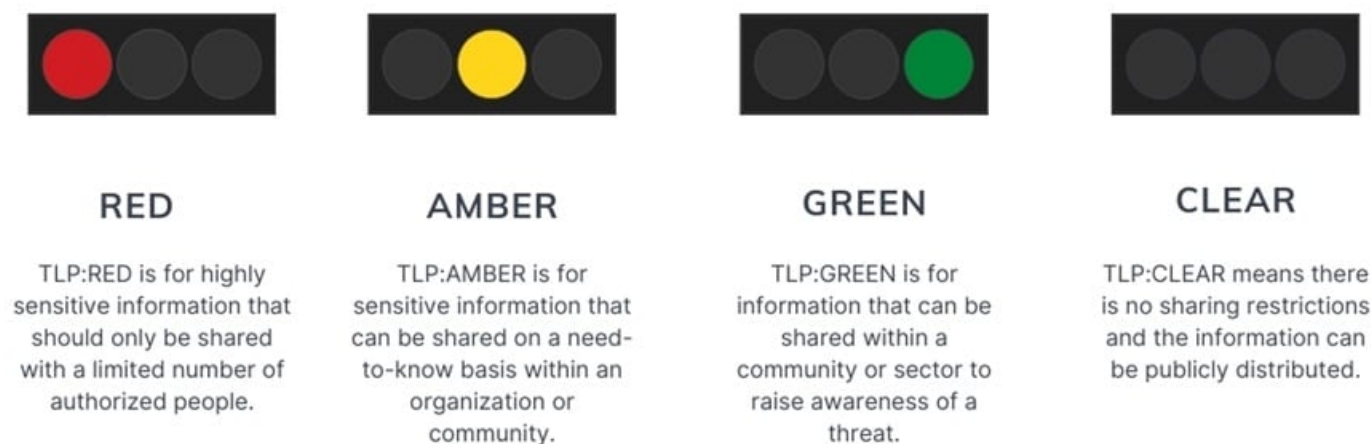 RED
TLP:RED is for highly
sensitive information that
should only be shared
with a limited number of
authorized people.
AMBER
TLP:AMBER is for
sensitive information that
can be shared on a need-
to-know basis within an
organization or
community.
GREEN
TLP:GREEN is for
information that can be
shared within a
community or sector to
raise awareness of a
threat.
CLEAR
TLP:CLEAR means there
is no sharing restrictions
and the information can
be publicly distributed.